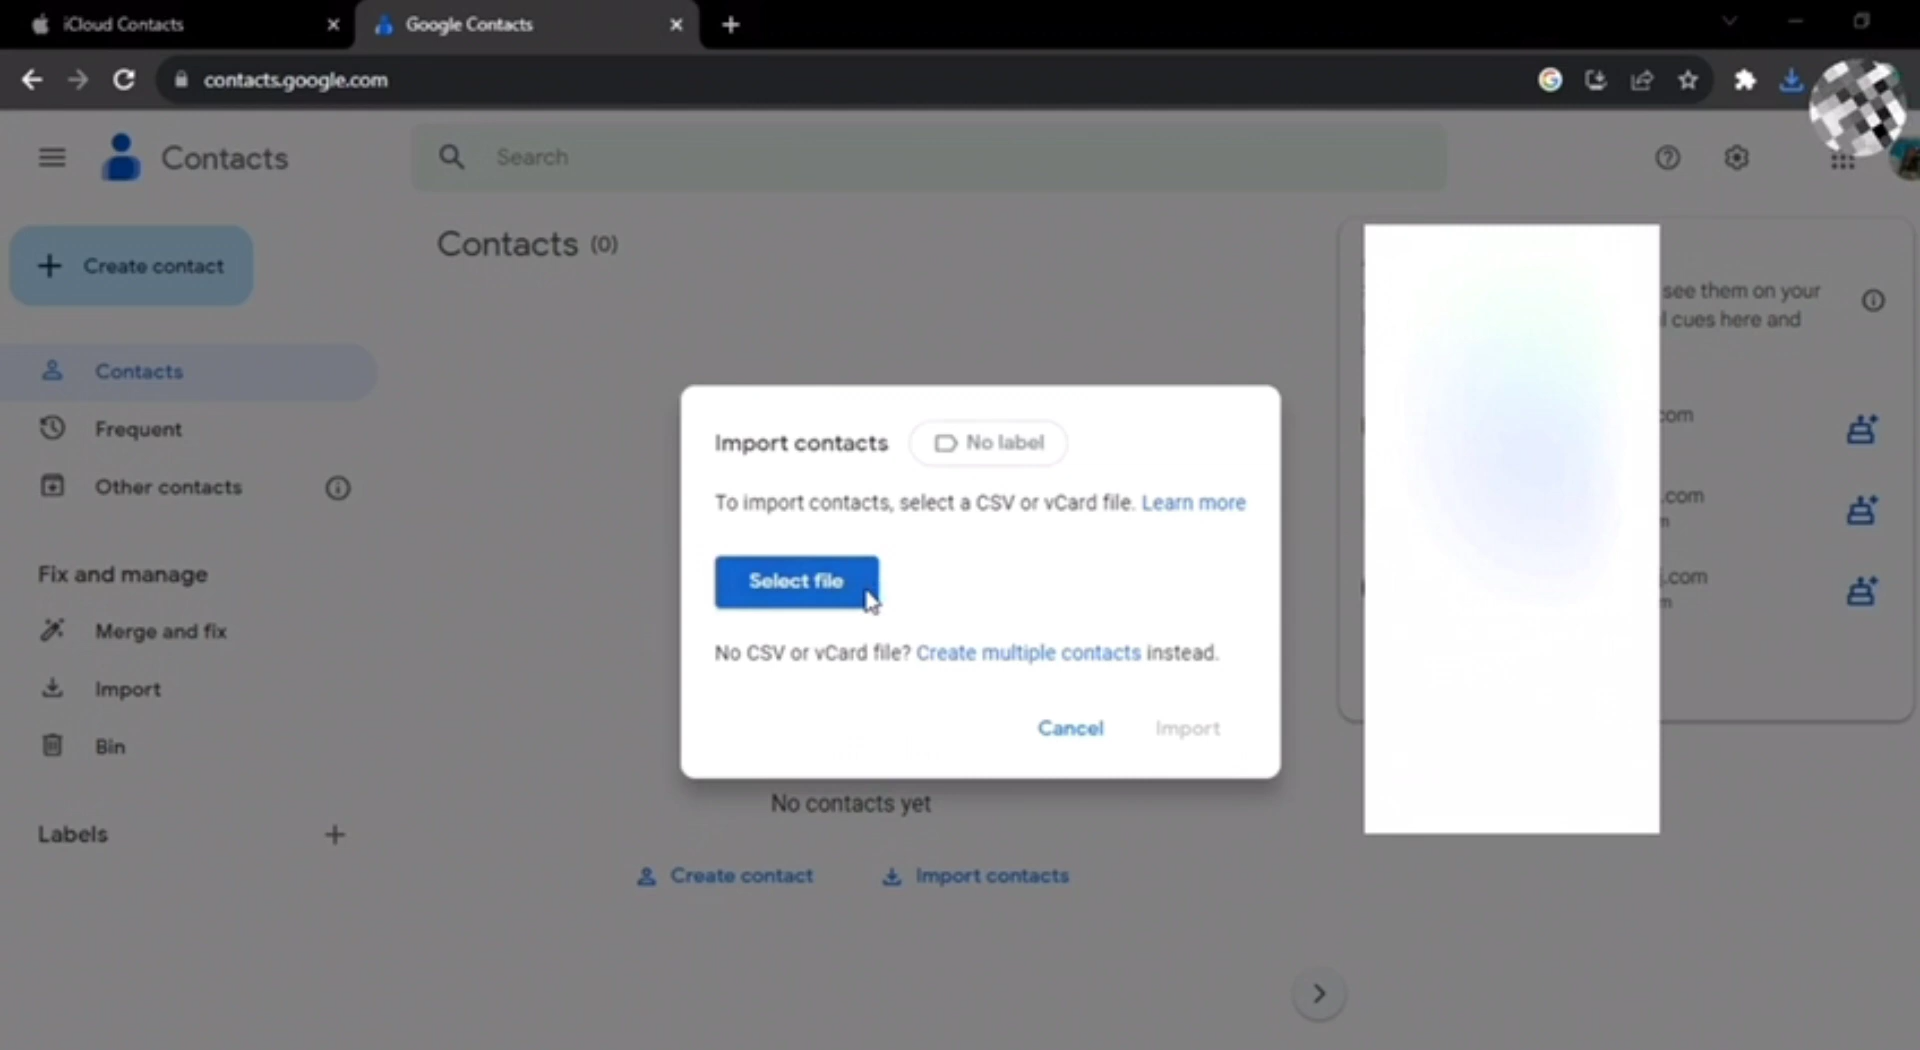 iCloud Contacts
Google Contacts
contacts.google.com
Contacts
Search
Create contact
Contacts (0)
see them on your
cues here and
Contacts
Frequent
Other contacts
.com
.com
Import contacts
No label
To import contacts, select a CSV or vCard file. Learn more
Select file
No CSV or vCard file? Create multiple contacts instead.
Cancel
Import
Fix and manage
Merge and fix
Import
Bin
No contacts yet
Labels
Create contact
Import contacts